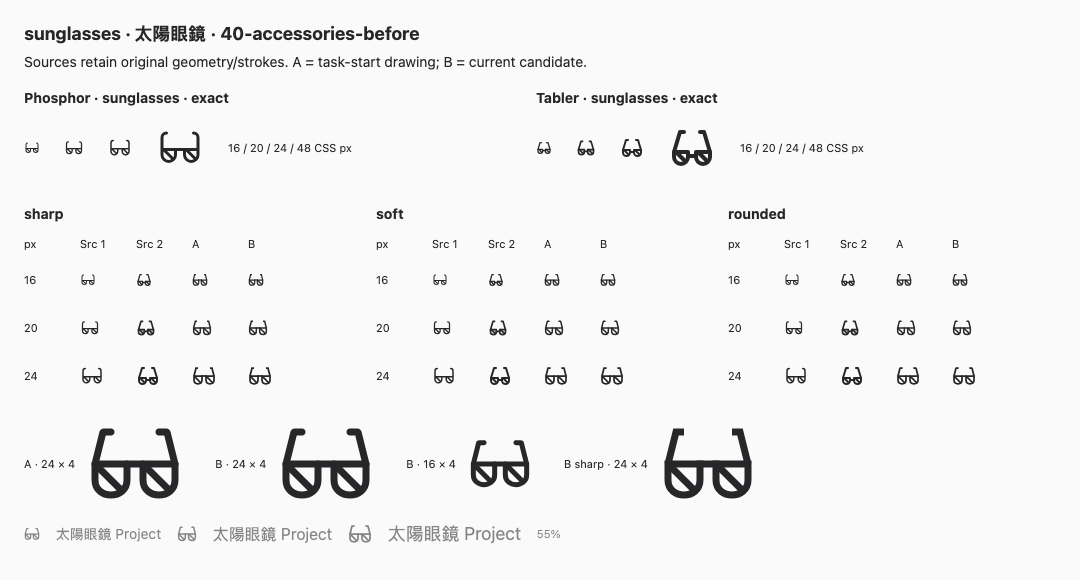 sunglasses · 太陽眼鏡 · 40-accessories-before
Sources retain original geometry/strokes. A = task-start drawing; B = current candidate.
Phosphor · sunglasses · exact
Tabler · sunglasses · exact
16 / 20 / 24 / 48 CSS px
16 / 20 / 24 / 48 CSS px
sharp
soft
rounded
px Src 1 Src 2 A B
px Src 1 Src 2 A B
px Src 1 Src 2 A B
16
16
16
20
20
20
24
24
24
A · 24 × 4
B · 24 × 4
B · 16 × 4
B sharp · 24 × 4
太陽眼鏡 Project
太陽眼鏡 Project
太陽眼鏡 Project
55%